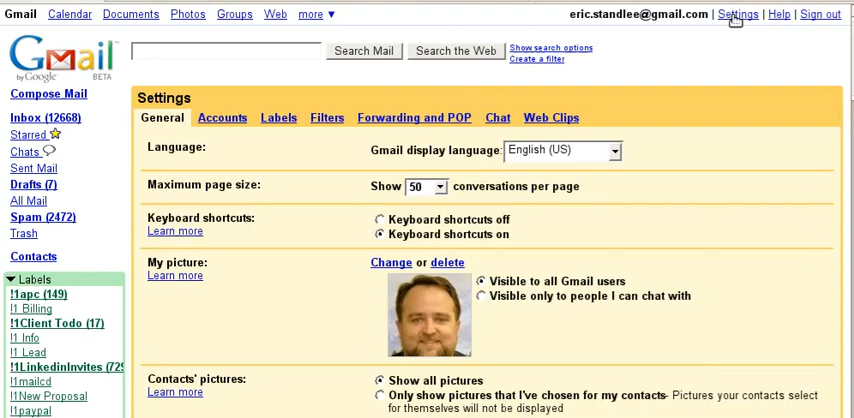 Gmail Calendar Documents Photos Groups Web more ▼ eric.standlee@gmail.com | Settings | Help | Sign out
Gmail
by Google BETA
Search Mail Search the Web Show search options
Create a filter
Compose Mail
Inbox (12668)
Starred
Chats
Sent Mail
Drafts (7)
All Mail
Spam (2472)
Trash
Contacts
Labels
!1apc (149)
!1 Billing
!1Client Todo (17)
!1 Info
!1 Lead
!1LinkedinInvites (729
!1mailcd
!1New Proposal
!1paypal
Settings
General Accounts Labels Filters Forwarding and POP Chat Web Clips
Language: Gmail display language: English (US)
Maximum page size: Show 50 conversations per page
Keyboard shortcuts: Keyboard shortcuts off
Learn more Keyboard shortcuts on
My picture: Change or delete
Learn more Visible to all Gmail users
Visible only to people I can chat with
Contacts' pictures: Show all pictures
Learn more Only show pictures that I've chosen for my contacts- Pictures your contacts select
for themselves will not be displayed